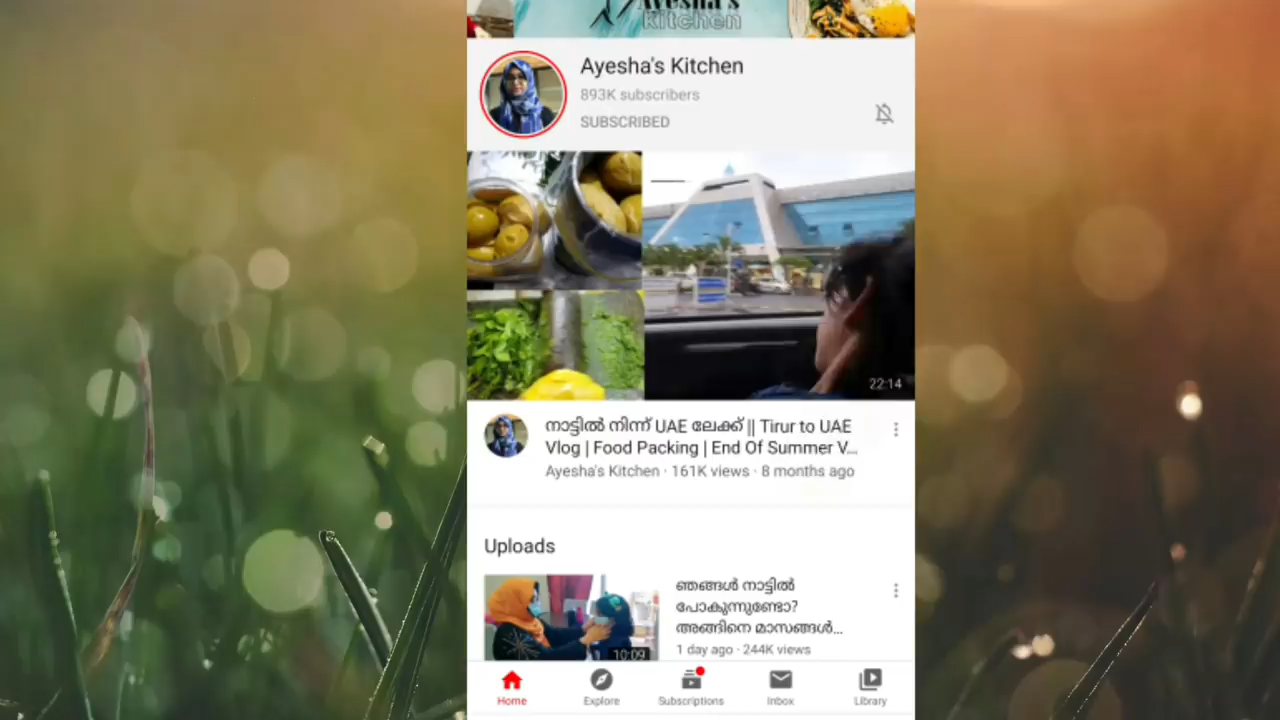 Ayesha's
kitchen
Ayesha's Kitchen
893K subscribers
SUBSCRIBED
22:14
നാട്ടിൽ നിന്ന് UAE ലേക്ക് || Tirur to UAE
Vlog | Food Packing | End Of Summer V...
Ayesha's Kitchen · 161K views · 8 months ago
Uploads
ഞങ്ങൾ നാട്ടിൽ
പോകുന്നുണ്ടോ?
അങ്ങിനെ മാസങ്ങൾ...
1 day ago · 244K views
10:09
Home
Explore
Subscriptions
Inbox
Library